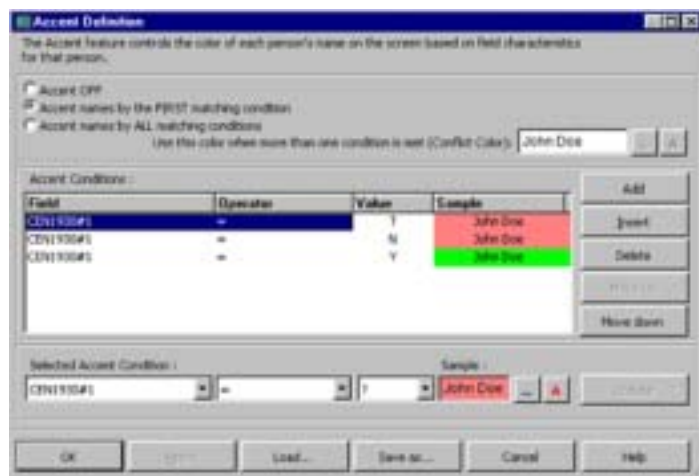 Accent Definition
The Accent feature controls the color of each person's name on the screen based on field characteristics
for that person.
Accent OFF
Accent names by the FIRST matching condition
Accent names by ALL matching conditions
Use this color when more than one condition is met (Conflict Color): John Doe
Accent Conditions :
Field Operator Value Sample
CEN1930#1 = ? John Doe
CEN1930#1 = N John Doe
CEN1930#1 = Y John Doe
Add
Insert
Delete
Move down
Selected Accent Condition : Sample :
CEN1930#1 = ? John Doe ... A
OK Load... Save as... Cancel Help